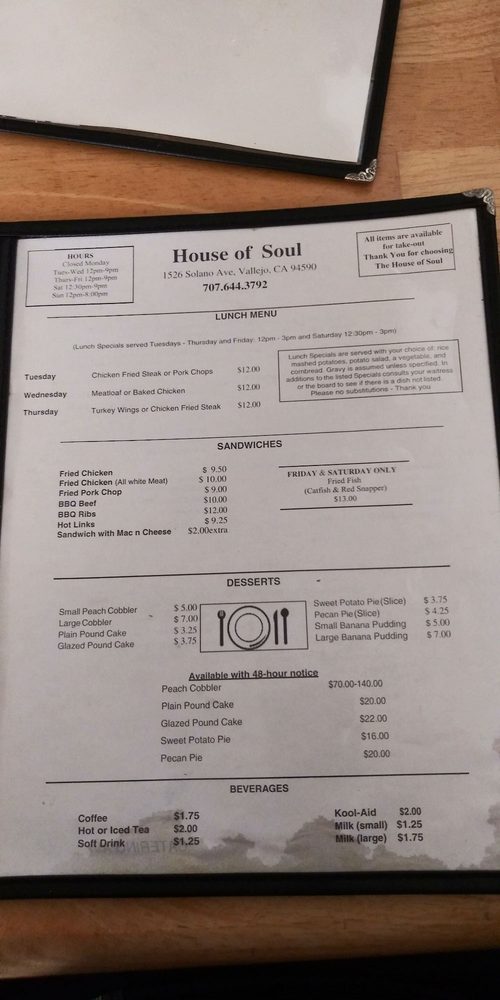 HOURS
Closed Monday
Tues-Wed 12pm-9pm
Thurs-Fri 12pm-9pm
Sat 12:30pm-9pm
Sun 12pm-8:00pm
House of Soul
1526 Solano Ave, Vallejo, CA 94590
707.644.3792
All items are available
for take-out
Thank You for choosing
The House of Soul
LUNCH MENU
(Lunch Specials served Tuesdays - Thursday and Friday: 12pm - 3pm and Saturday 12:30pm - 3pm)
Tuesday Chicken Fried Steak or Pork Chops $12.00
Wednesday Meatloaf or Baked Chicken $12.00
Thursday Turkey Wings or Chicken Fried Steak $12.00
Lunch Specials are served with your choice of: rice
mashed potatoes, potato salad, a vegetable, and
cornbread. Gravy is assumed unless specified. In
additions to the listed Specials consults your waitress
or the board to see if there is a dish not listed.
Please no substitutions - Thank you
SANDWICHES
Fried Chicken $ 9.50
Fried Chicken (All white Meat) $ 10.00
Fried Pork Chop $ 9.00
BBQ Beef $10.00
BBQ Ribs $12.00
Hot Links $ 9.25
Sandwich with Mac n Cheese $2.00extra
FRIDAY & SATURDAY ONLY
Fried Fish
(Catfish & Red Snapper)
$13.00
DESSERTS
Small Peach Cobbler $ 5.00
Large Cobbler $ 7.00
Plain Pound Cake $ 3.25
Glazed Pound Cake $ 3.75
Sweet Potato Pie(Slice) $ 3.75
Pecan Pie(Slice) $ 4.25
Small Banana Pudding $ 5.00
Large Banana Pudding $ 7.00
Available with 48-hour notice
Peach Cobbler $70.00-140.00
Plain Pound Cake $20.00
Glazed Pound Cake $22.00
Sweet Potato Pie $16.00
Pecan Pie $20.00
BEVERAGES
Coffee $1.75
Hot or Iced Tea $2.00
Soft Drink $1.25
Kool-Aid $2.00
Milk (small) $1.25
Milk (large) $1.75